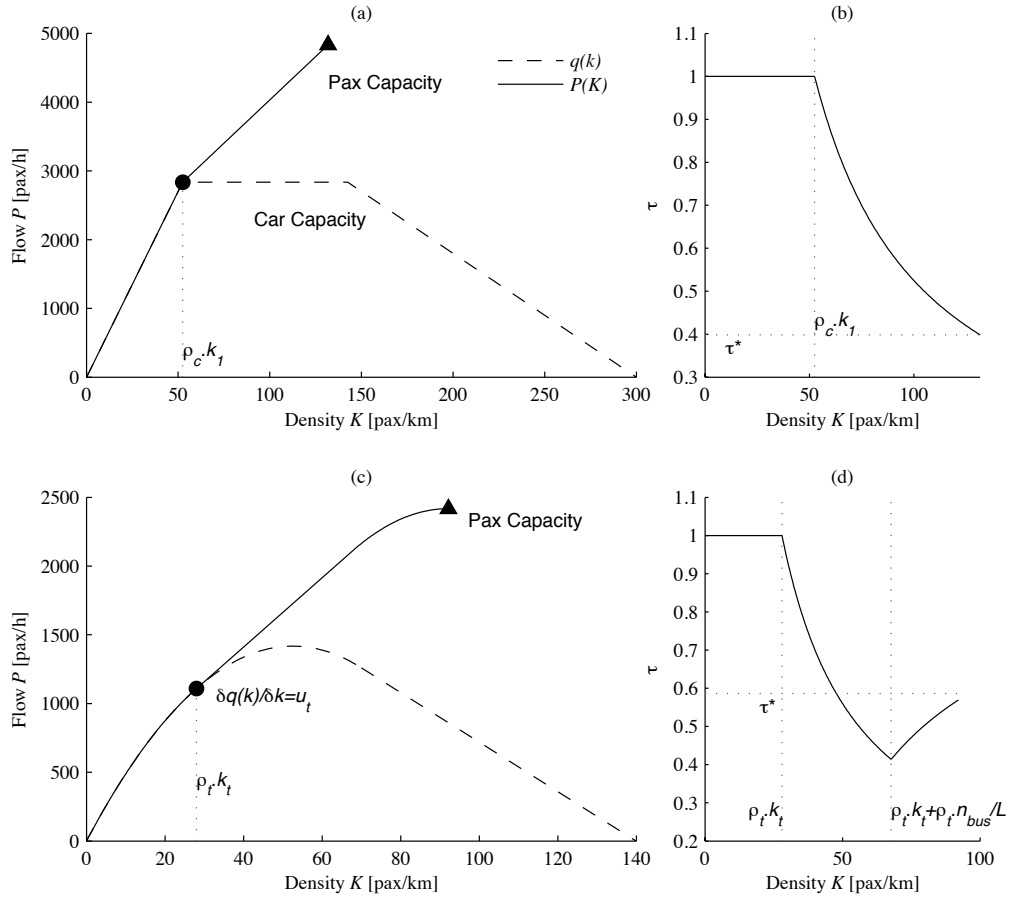 (a)
5000
4000
3000
2000
1000
0
Flow P [pax/h]
Pax Capacity
Car Capacity
q(k)
P(K)
ρc.k1
0 50 100 150 200 250 300
Density K [pax/km]
(b)
1.1
1
0.9
0.8
0.7
0.6
0.5
0.4
0.3
τ
ρc.k1
τ*
0 50 100
Density K [pax/km]
(c)
2500
2000
1500
1000
500
0
Flow P [pax/h]
Pax Capacity
δq(k)/δk=ut
ρt.kt
0 20 40 60 80 100 120 140
Density K [pax/km]
(d)
1.1
1
0.9
0.8
0.7
0.6
0.5
0.4
0.3
0.2
τ
τ*
ρt.kt
ρt.kt+ρt.nbus/L
0 50 100
Density K [pax/km]